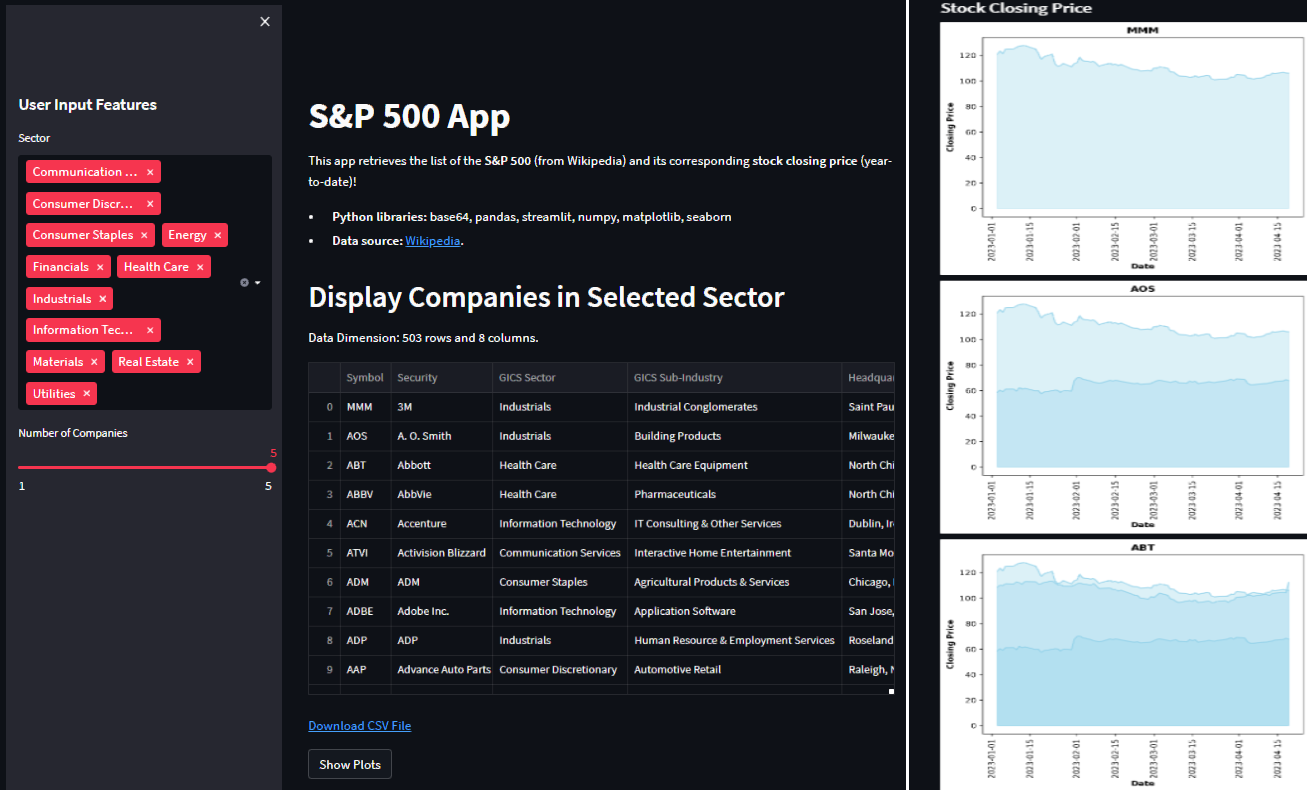 ×
User Input Features
Sector
Communication ... ×
Consumer Discr... ×
Consumer Staples × Energy ×
Financials × Health Care ×
Industrials ×
Information Tec... ×
Materials × Real Estate ×
Utilities ×
Number of Companies
5
1 5
S&P 500 App
This app retrieves the list of the S&P 500 (from Wikipedia) and its corresponding stock closing price (year-
to-date)!
• Python libraries: base64, pandas, streamlit, numpy, matplotlib, seaborn
• Data source: Wikipedia.
Display Companies in Selected Sector
Data Dimension: 503 rows and 8 columns.
Symbol Security GICS Sector GICS Sub-Industry Headquar
0 MMM 3M Industrials Industrial Conglomerates Saint Pau
1 AOS A. O. Smith Industrials Building Products Milwauke
2 ABT Abbott Health Care Health Care Equipment North Chi
3 ABBV AbbVie Health Care Pharmaceuticals North Chi
4 ACN Accenture Information Technology IT Consulting & Other Services Dublin, Ir
5 ATVI Activision Blizzard Communication Services Interactive Home Entertainment Santa Mo
6 ADM ADM Consumer Staples Agricultural Products & Services Chicago, I
7 ADBE Adobe Inc. Information Technology Application Software San Jose,
8 ADP ADP Industrials Human Resource & Employment Services Roseland
9 AAP Advance Auto Parts Consumer Discretionary Automotive Retail Raleigh, N
Download CSV File
Show Plots
Stock Closing Price
MMM
120
100
80
60
40
20
0
Closing Price
2023-01-01 2023-01-15 2023-02-01 2023-02-15 2023-03-01 2023-03-15 2023-04-01 2023-04-15
Date
AOS
120
100
80
60
40
20
0
Closing Price
2023-01-01 2023-01-15 2023-02-01 2023-02-15 2023-03-01 2023-03-15 2023-04-01 2023-04-15
Date
ABT
120
100
80
60
40
20
0
Closing Price
2023-01-01 2023-01-15 2023-02-01 2023-02-15 2023-03-01 2023-03-15 2023-04-01 2023-04-15
Date